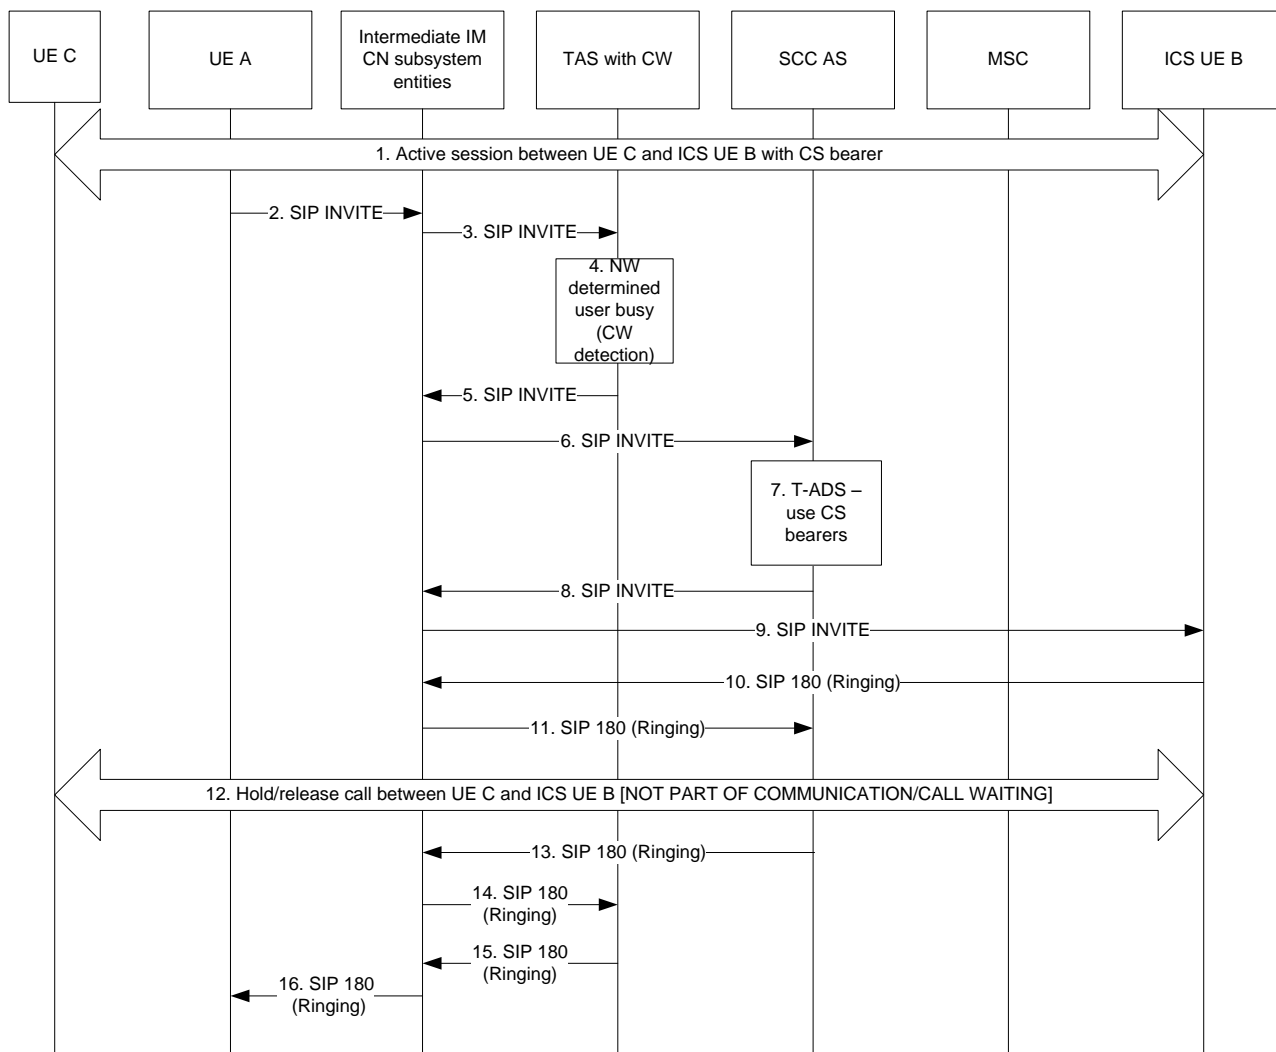 UE C
UE A
Intermediate IM
CN subsystem
entities
TAS with CW
SCC AS
MSC
ICS UE B
1. Active session between UE C and ICS UE B with CS bearer
2. SIP INVITE
3. SIP INVITE
4. NW
determined
user busy
(CW
detection)
5. SIP INVITE
6. SIP INVITE
7. T-ADS –
use CS
bearers
8. SIP INVITE
9. SIP INVITE
10. SIP 180 (Ringing)
11. SIP 180 (Ringing)
12. Hold/release call between UE C and ICS UE B [NOT PART OF COMMUNICATION/CALL WAITING]
13. SIP 180 (Ringing)
14. SIP 180
(Ringing)
15. SIP 180
(Ringing)
16. SIP 180
(Ringing)